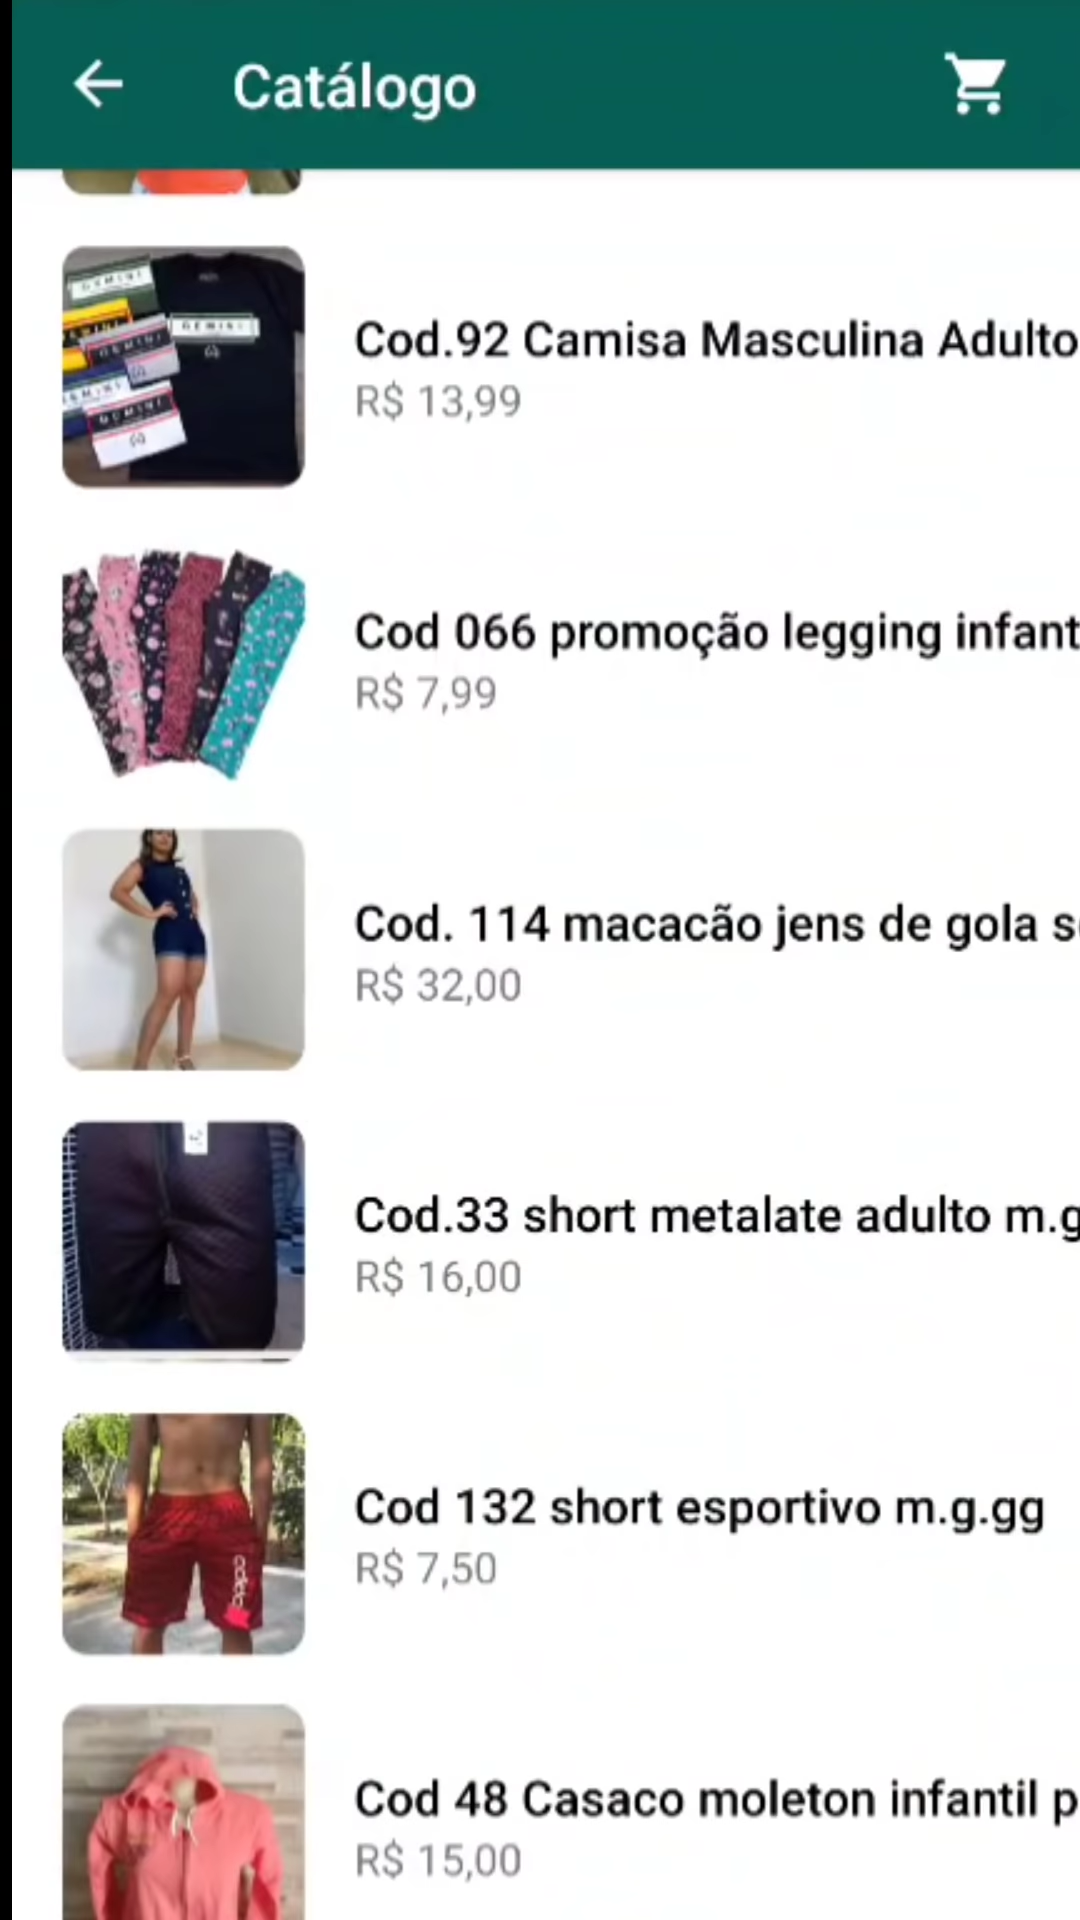 Catálogo
GEMINI
GEMINI
Cod.92 Camisa Masculina Adulto
R$ 13,99
Cod 066 promoção legging infant
R$ 7,99
Cod. 114 macacão jens de gola s
R$ 32,00
Cod.33 short metalate adulto m.g
R$ 16,00
Cod 132 short esportivo m.g.gg
R$ 7,50
Cod 48 Casaco moleton infantil p
R$ 15,00